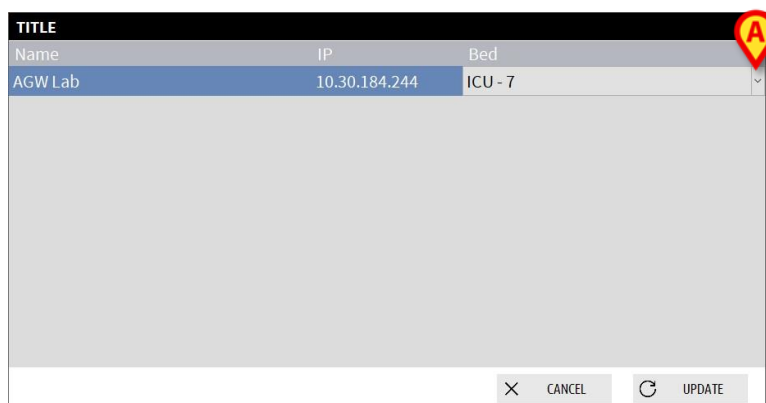 TITLE
A
Name IP Bed
AGW Lab 10.30.184.244 ICU - 7
CANCEL UPDATE